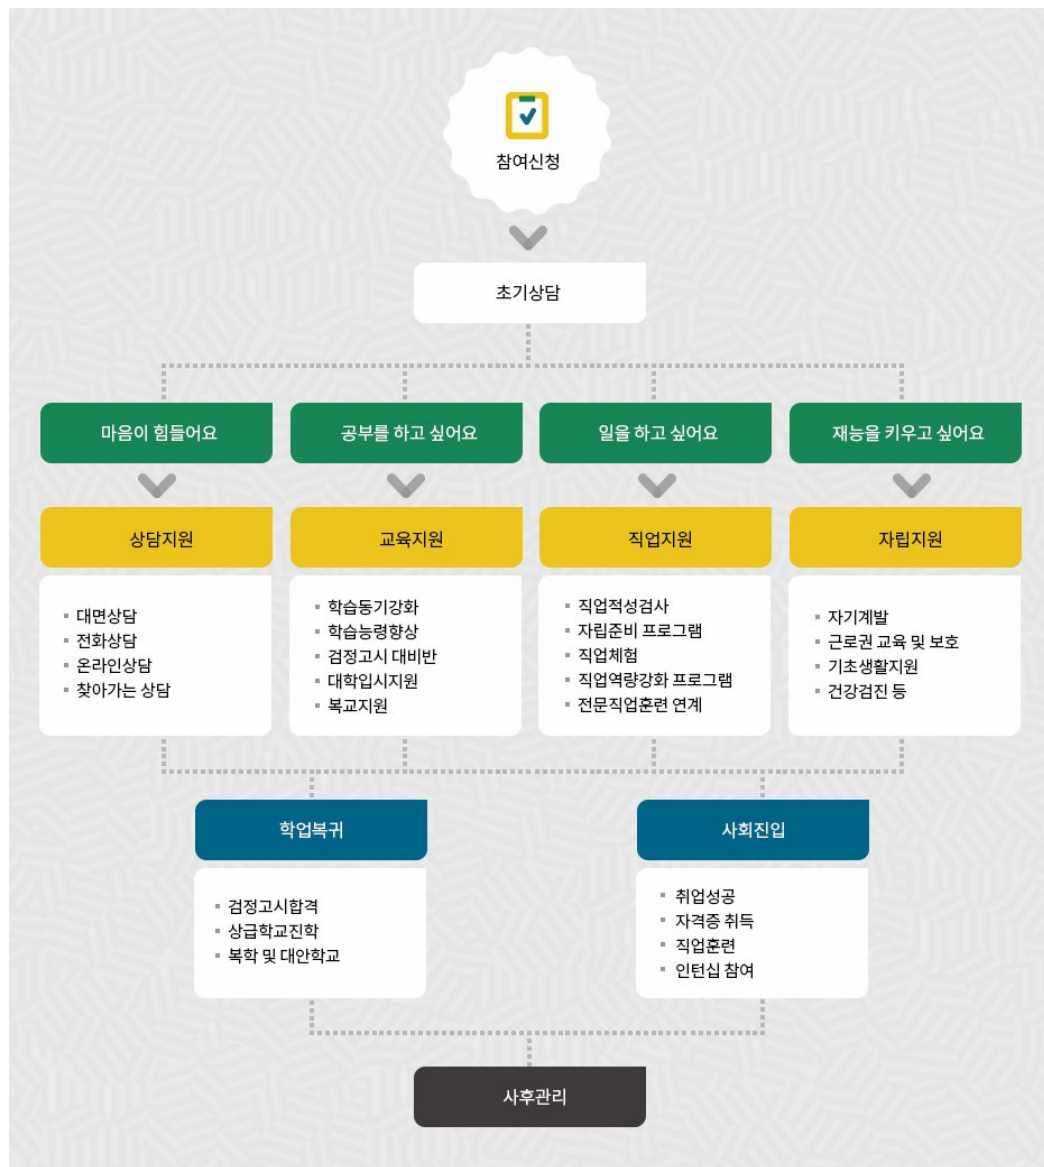 참여신청
초기상담
마음이 힘들어요
공부를 하고 싶어요
일을 하고 싶어요
재능을 키우고 싶어요
상담지원
교육지원
직업지원
자립지원
대면상담
전화상담
온라인상담
찾아가는 상담
학습동기강화
학습능령향상
검정고시 대비반
대학입시지원
복교지원
직업적성검사
자립준비 프로그램
직업체험
직업역량강화 프로그램
전문직업훈련 연계
자기계발
근로권 교육 및 보호
기초생활지원
건강검진 등
학업복귀
사회진입
검정고시합격
상급학교진학
복학 및 대안학교
취업성공
자격증 취득
직업훈련
인턴십 참여
사후관리